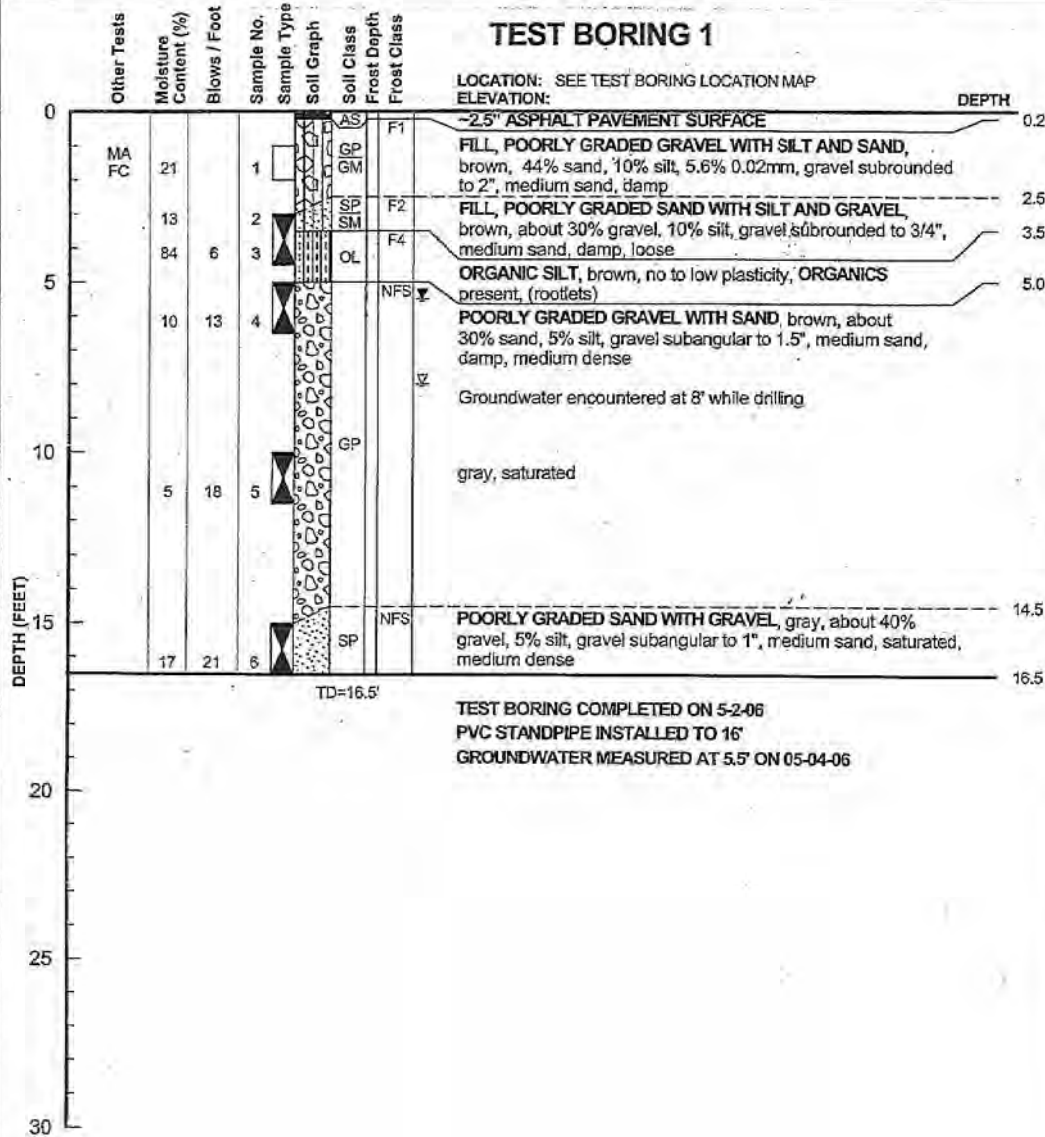 Other Tests
Moisture Content (%)
Blows / Foot
Sample No.
Sample Type
Soil Graph
Soil Class
Frost Depth
Frost Class
TEST BORING 1
LOCATION: SEE TEST BORING LOCATION MAP
ELEVATION:
DEPTH
0
AS
F1
~2.5" ASPHALT PAVEMENT SURFACE
0.2
MA
FC
21
1
GP
GM
FILL, POORLY GRADED GRAVEL WITH SILT AND SAND,
brown, 44% sand, 10% silt, 5.6% 0.02mm, gravel subrounded
to 2", medium sand, damp
2.5
13
2
SP
SM
F2
FILL, POORLY GRADED SAND WITH SILT AND GRAVEL,
brown, about 30% gravel, 10% silt, gravel subrounded to 3/4",
medium sand, damp, loose
3.5
84
6
3
OL
F4
ORGANIC SILT, brown, no to low plasticity, ORGANICS
present, (rootlets)
5.0
5
NFS
10
13
4
POORLY GRADED GRAVEL WITH SAND, brown, about
30% sand, 5% silt, gravel subangular to 1.5", medium sand,
damp, medium dense
Groundwater encountered at 8' while drilling
10
GP
gray, saturated
5
18
5
14.5
15
NFS
SP
POORLY GRADED SAND WITH GRAVEL, gray, about 40%
gravel, 5% silt, gravel subangular to 1", medium sand, saturated,
medium dense
17
21
6
16.5
TD=16.5'
TEST BORING COMPLETED ON 5-2-06
PVC STANDPIPE INSTALLED TO 16'
GROUNDWATER MEASURED AT 5.5' ON 05-04-06
DEPTH (FEET)
20
25
30